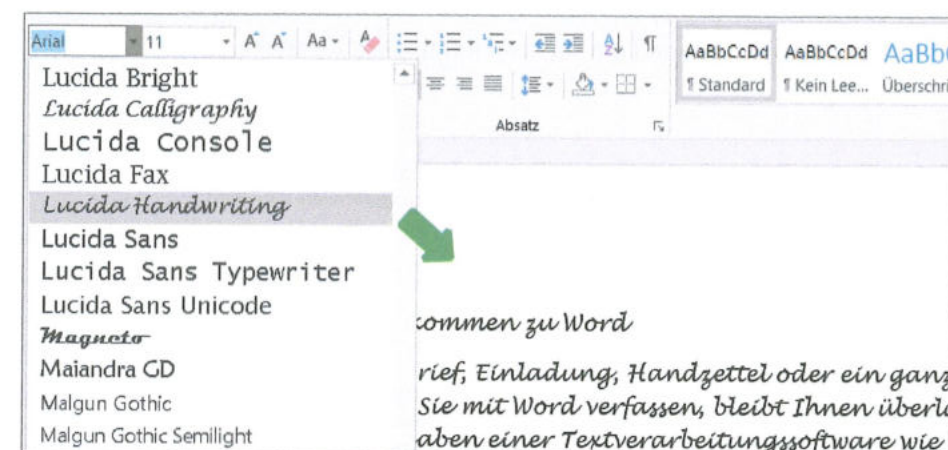 Arial 11 A A Aa
AaBbCcDd AaBbCcDd AaBb
¶ Standard ¶ Kein Lee... Überschri
Absatz
Lucida Bright
Lucida Calligraphy
Lucida Console
Lucida Fax
Lucida Handwriting
Lucida Sans
Lucida Sans Typewriter
Lucida Sans Unicode
Magneto
Maiandra GD
Malgun Gothic
Malgun Gothic Semilight
kommen zu Word
rief, Einladung, Handzettel oder ein ganz
Sie mit Word verfassen, bleibt Ihnen überla
aben einer Textverarbeitungssoftware wie